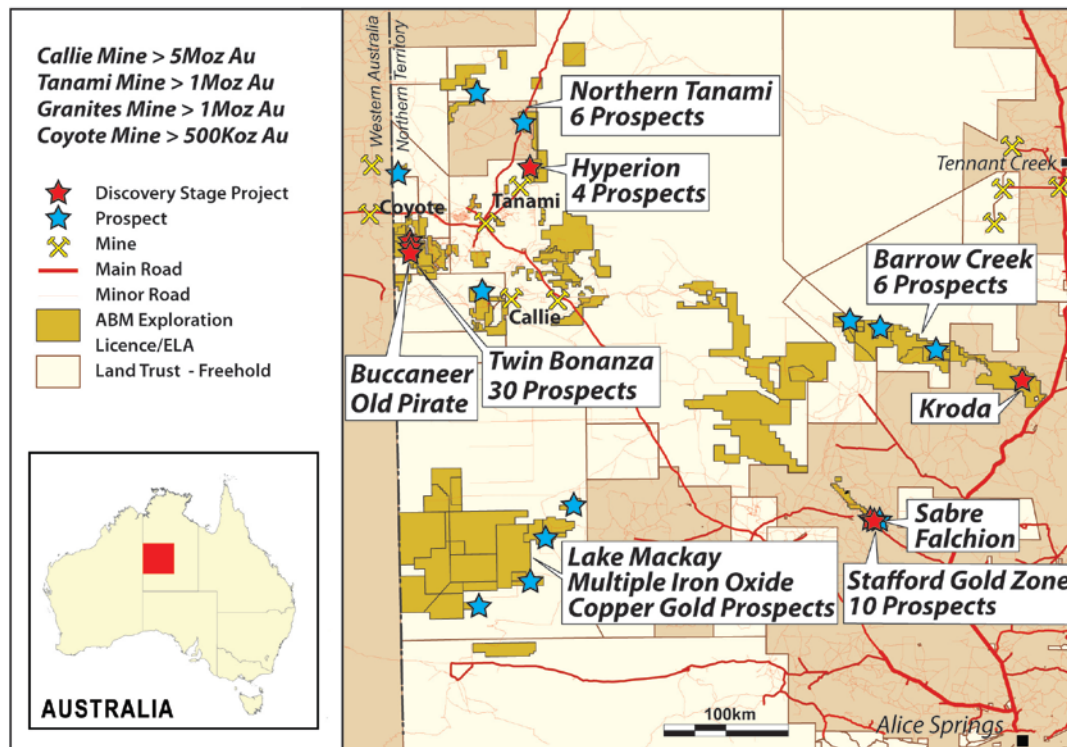 Callie Mine > 5Moz Au
Tanami Mine > 1Moz Au
Granites Mine > 1Moz Au
Coyote Mine > 500Koz Au
Discovery Stage Project
Prospect
Mine
Main Road
Minor Road
ABM Exploration
Licence/ELA
Land Trust - Freehold
AUSTRALIA
Western Australia
Northern Territory
Northern Tanami
6 Prospects
Hyperion
4 Prospects
Tennant Creek
Coyote
Tanami
Callie
Barrow Creek
6 Prospects
Buccaneer
Old Pirate
Twin Bonanza
30 Prospects
Kroda
Sabre
Falchion
Lake Mackay
Multiple Iron Oxide
Copper Gold Prospects
Stafford Gold Zone
10 Prospects
100km
Alice Springs